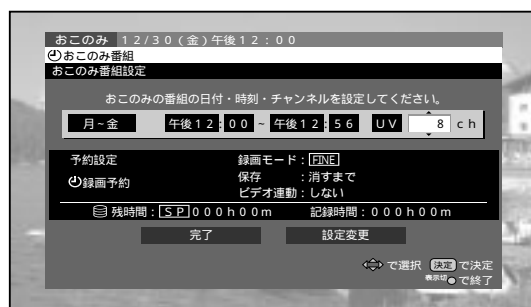 おこのみ 12/30(金)午後12:00
おこのみ番組
おこのみ番組設定
おこのみの番組の日付・時刻・チャンネルを設定してください。
月~金 午後12:00 ~ 午後12:56 UV 8 ch
予約設定 録画モード:FINE
録画予約 保存 :消すまで
ビデオ連動:しない
残時間:SP000h00m 記録時間:000h00m
完了 設定変更
で選択 決定で決定
表示切●で終了